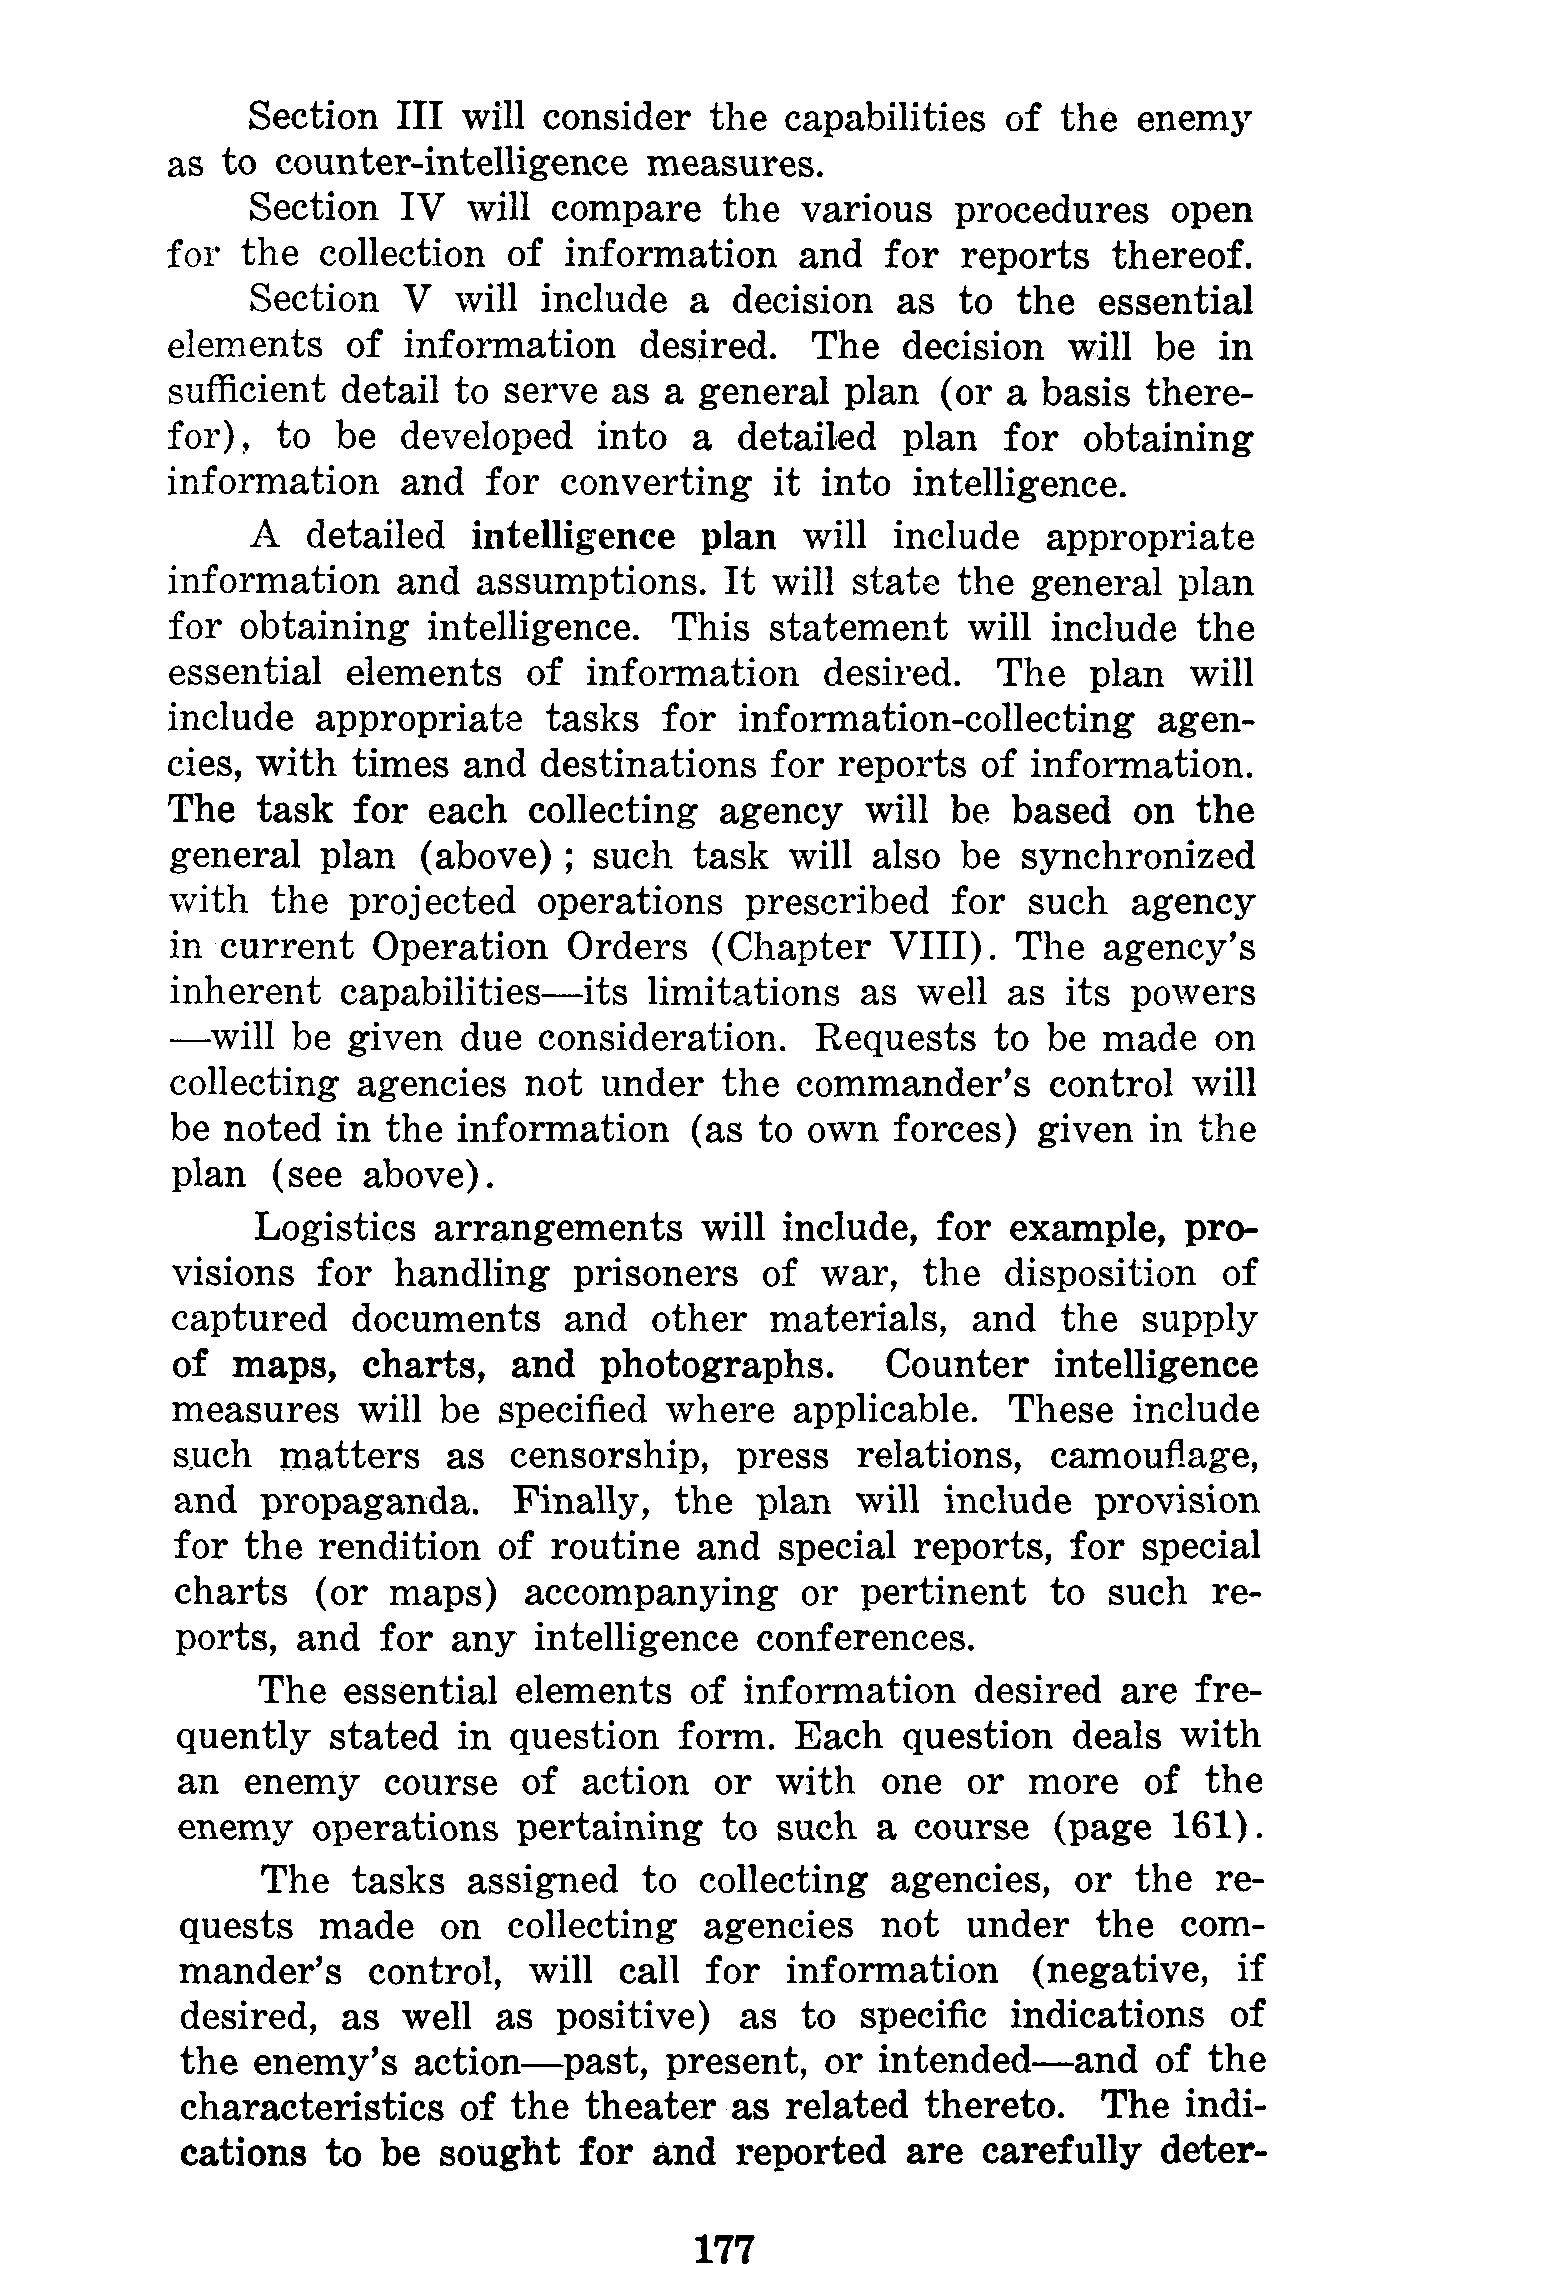 Section III will consider the capabilities of the enemy
as to counter-intelligence measures.
Section IV will compare the various procedures open
for the collection of information and for reports thereof.
Section V will include a decision as to the essential
elements of information desired. The decision will be in
sufficient detail to serve as a general plan (or a basis there-
for), to be developed into a detailed plan for obtaining
information and for converting it into intelligence.
A detailed intelligence plan will include appropriate
information and assumptions. It will state the general plan
for obtaining intelligence. This statement will include the
essential elements of information desired. The plan will
include appropriate tasks for information-collecting agen-
cies, with times and destinations for reports of information.
The task for each collecting agency will be based on the
general plan (above) ; such task will also be synchronized
with the projected operations prescribed for such agency
in current Operation Orders (Chapter VIII). The agency's
inherent capabilities—its limitations as well as its powers
—will be given due consideration. Requests to be made on
collecting agencies not under the commander's control will
be noted in the information (as to own forces) given in the
plan (see above).
Logistics arrangements will include, for example, pro-
visions for handling prisoners of war, the disposition of
captured documents and other materials, and the supply
of maps, charts, and photographs. Counter intelligence
measures will be specified where applicable. These include
such matters as censorship, press relations, camouflage,
and propaganda. Finally, the plan will include provision
for the rendition of routine and special reports, for special
charts (or maps) accompanying or pertinent to such re-
ports, and for any intelligence conferences.
The essential elements of information desired are fre-
quently stated in question form. Each question deals with
an enemy course of action or with one or more of the
enemy operations pertaining to such a course (page 161).
The tasks assigned to collecting agencies, or the re-
quests made on collecting agencies not under the com-
mander's control, will call for information (negative, if
desired, as well as positive) as to specific indications of
the enemy's action—past, present, or intended—and of the
characteristics of the theater as related thereto. The indi-
cations to be sought for and reported are carefully deter-
177